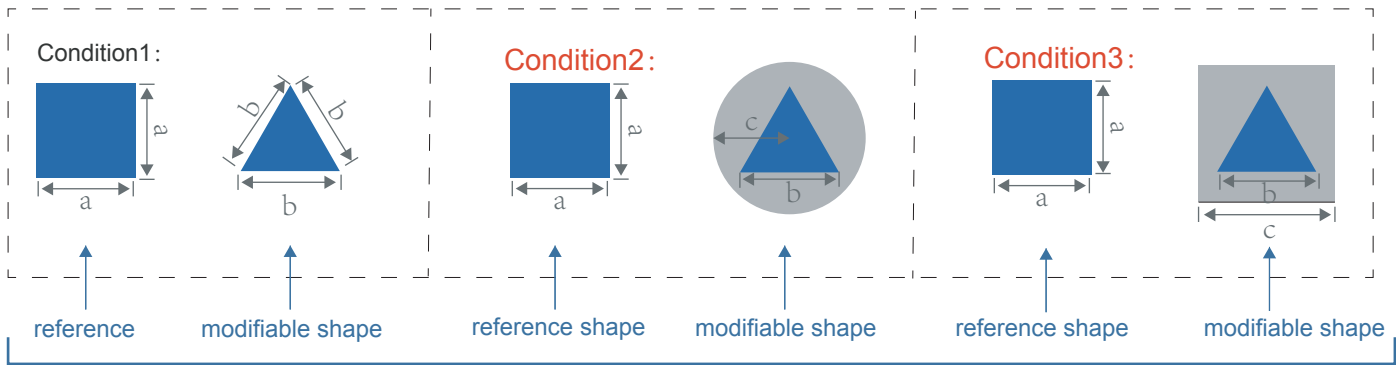 Condition1:
a
a
b
b
b
reference
modifiable shape
Condition2:
a
a
c
b
reference shape
modifiable shape
Condition3:
a
a
b
c
reference shape
modifiable shape